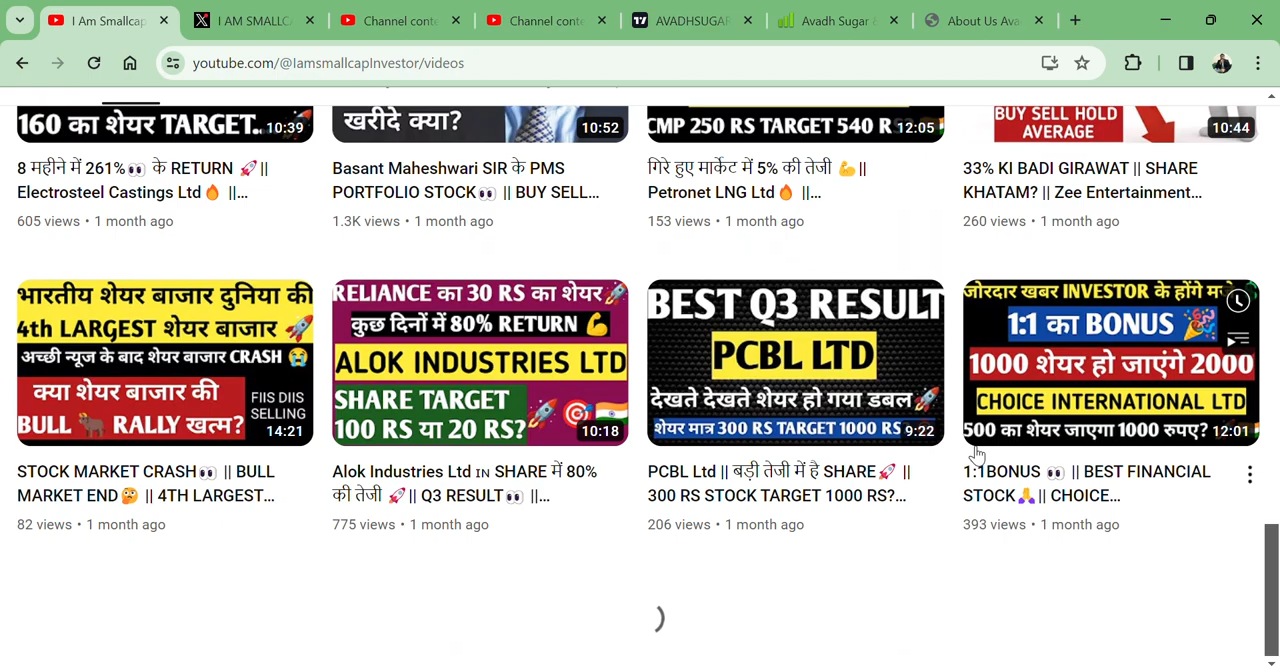 I Am Smallcap
I AM SMALLC
Channel conte
Channel conte
AVADHSUGAR
Avadh Sugar &
About Us Ava
youtube.com/@IamsmallcapInvestor/videos
160 का शेयर TARGET..
10:39
खरीदे क्या?
10:52
CMP 250 RS TARGET 540 R
12:05
BUY SELL HOLD
AVERAGE
10:44
8 महीने में 261%👀 के RETURN 🚀||
Electrosteel Castings Ltd🔥 ||...
605 views • 1 month ago
Basant Maheshwari SIR के PMS
PORTFOLIO STOCK👀 || BUY SELL...
1.3K views • 1 month ago
गिरे हुए मार्केट में 5% की तेजी 💪||
Petronet LNG Ltd🔥 ||...
153 views • 1 month ago
33% KI BADI GIRAWAT || SHARE
KHATAM? || Zee Entertainment...
260 views • 1 month ago
भारतीय शेयर बाजार दुनिया की
4th LARGEST शेयर बाजार 🚀
अच्छी न्यूज के बाद शेयर बाजार CRASH 😭
क्या शेयर बाजार की
BULL 🐂 RALLY खत्म?
FIIS DIIS
SELLING
14:21
RELIANCE का 30 RS का शेयर🚀
कुछ दिनों में 80% RETURN 💪
ALOK INDUSTRIES LTD
SHARE TARGET
100 RS या 20 RS?
10:18
BEST Q3 RESULT
PCBL LTD
देखते देखते शेयर हो गया डबल🚀
शेयर मात्र 300 RS TARGET 1000 RS
9:22
जोरदार खबर INVESTOR के होंगे
1:1 का BONUS 🎉
1000 शेयर हो जाएंगे 2000
CHOICE INTERNATIONAL LTD
500 का शेयर जाएगा 1000 रुपए?
12:01
STOCK MARKET CRASH👀 || BULL
MARKET END🤔 || 4TH LARGEST...
82 views • 1 month ago
Alok Industries Ltd ɪɴ SHARE में 80%
की तेजी 🚀|| Q3 RESULT👀 ||...
775 views • 1 month ago
PCBL Ltd || बड़ी तेजी में है SHARE🚀 ||
300 RS STOCK TARGET 1000 RS?...
206 views • 1 month ago
1:1BONUS 👀 || BEST FINANCIAL
STOCK🙏|| CHOICE...
393 views • 1 month ago